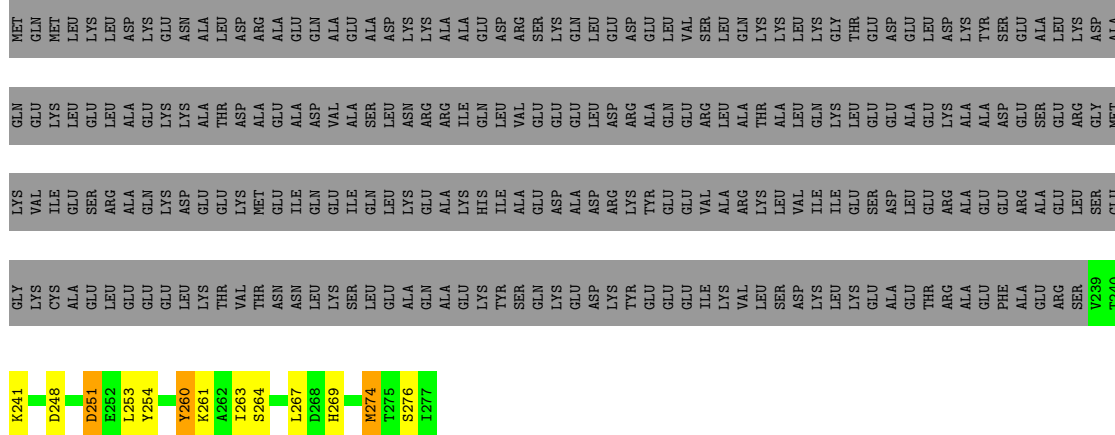 MET GLN MET LEU LYS LEU ASP LYS GLU ASN ALA LEU ASP ARG ALA GLU GLN ALA GLU ALA ASP LYS LYS ALA ALA GLU ASP ARG SER LYS GLN LEU GLU ASP GLU LEU VAL SER LEU GLN LYS LYS LEU LYS GLY THR GLU ASP GLU LEU ASP LYS TYR SER GLU ALA LEU LYS ASP ALA
GLN GLU LYS LEU GLU LEU ALA GLU LYS LYS ALA THR ASP ALA GLU ALA ASP VAL ALA SER LEU ASN ARG ARG ILE GLN LEU VAL GLU GLU GLU LEU ASP ARG ALA GLN GLU ARG LEU ALA THR ALA LEU GLN LYS LEU GLU GLU ALA GLU LYS ALA ALA ASP GLU SER GLU ARG GLY MET
LYS VAL ILE GLU SER ARG ALA GLN LYS ASP GLU GLU LYS MET GLU ILE GLN GLU ILE GLN LEU LYS GLU ALA LYS HIS ILE ALA GLU ASP ALA ASP ARG LYS TYR GLU GLU VAL ALA ARG LYS LEU VAL ILE ILE GLU SER ASP LEU GLU ARG ALA GLU GLU ARG ALA GLU LEU SER GLU
GLY LYS CYS ALA GLU LEU GLU GLU GLU LEU LYS THR VAL THR ASN ASN LEU LYS SER LEU GLU ALA GLN ALA GLU LYS TYR SER GLN LYS GLU ASP LYS TYR GLU GLU GLU ILE LYS VAL LEU SER ASP LYS LEU LYS GLU ALA GLU THR ARG ALA GLU PHE ALA GLU ARG SER V239 T240
K241 D248 D251 E252 L253 Y254 Y260 K261 A262 I263 S264 L267 D268 H269 M274 T275 S276 I277